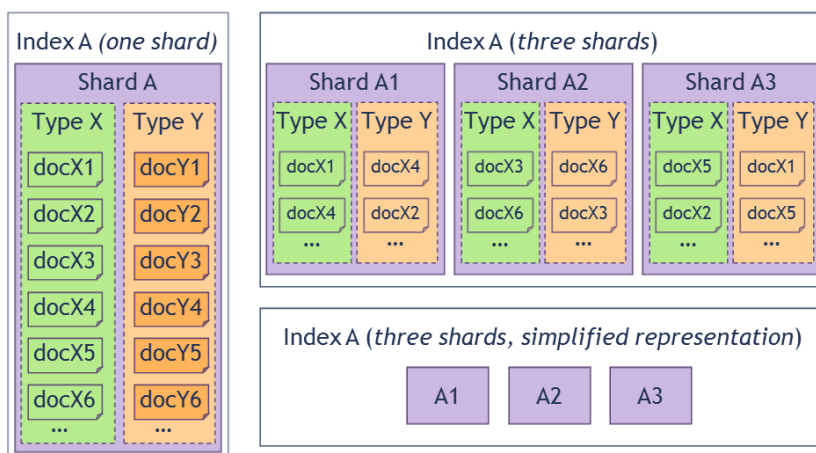 Index A (one shard)
Shard A
Type X Type Y
docX1 docY1
docX2 docY2
docX3 docY3
docX4 docY4
docX5 docY5
docX6 docY6
... ...
Index A (three shards)
Shard A1 Shard A2 Shard A3
Type X Type Y Type X Type Y Type X Type Y
docX1 docX4 docX3 docX6 docX5 docX1
docX4 docX2 docX6 docX3 docX2 docX5
... ... ... ... ... ...
Index A (three shards, simplified representation)
A1 A2 A3